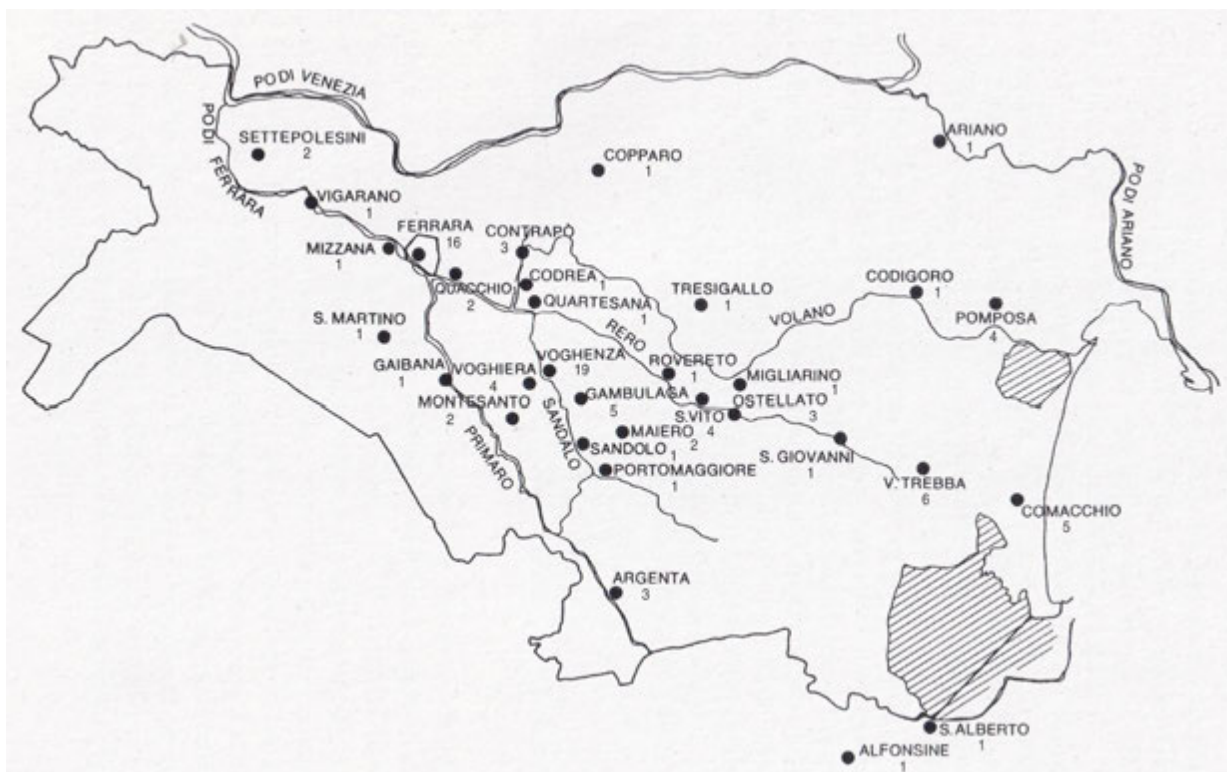 PO DI VENEZIA
PO DI
FERRARA
SETTEPOLESINI
2
VIGARANO
1
COPPARO
1
ARIANO
1
PO DI ARIANO
MIZZANA
1
FERRARA
16
CONTRAPÒ
3
QUACCHIO
2
CODREA
1
QUARTESANA
1
TRESIGALLO
1
CODIGORO
1
POMPOSA
4
VOLANO
RERO
S. MARTINO
1
GAIBANA
1
VOGHIERA
4
VOGHENZA
19
ROVERETO
1
MIGLIARINO
1
MONTESANTO
2
GAMBULAGA
5
S.VITO
4
OSTELLATO
3
PRIMARO
SANDALO
MAIERO
2
SANDOLO
1
PORTOMAGGIORE
1
S. GIOVANNI
1
V. TREBBA
6
COMACCHIO
5
ARGENTA
3
S. ALBERTO
1
ALFONSINE
1